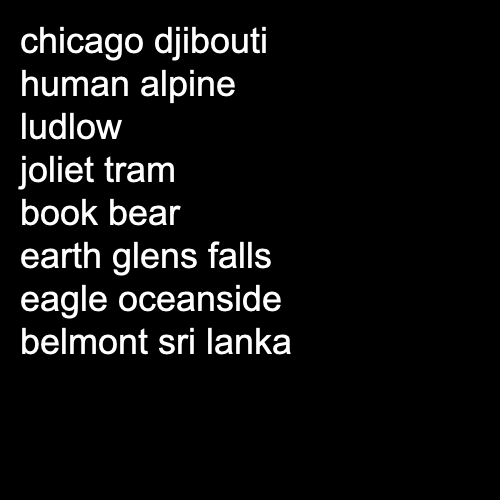 chicago djibouti
human alpine
ludlow
joliet tram
book bear
earth glens falls
eagle oceanside
belmont sri lanka